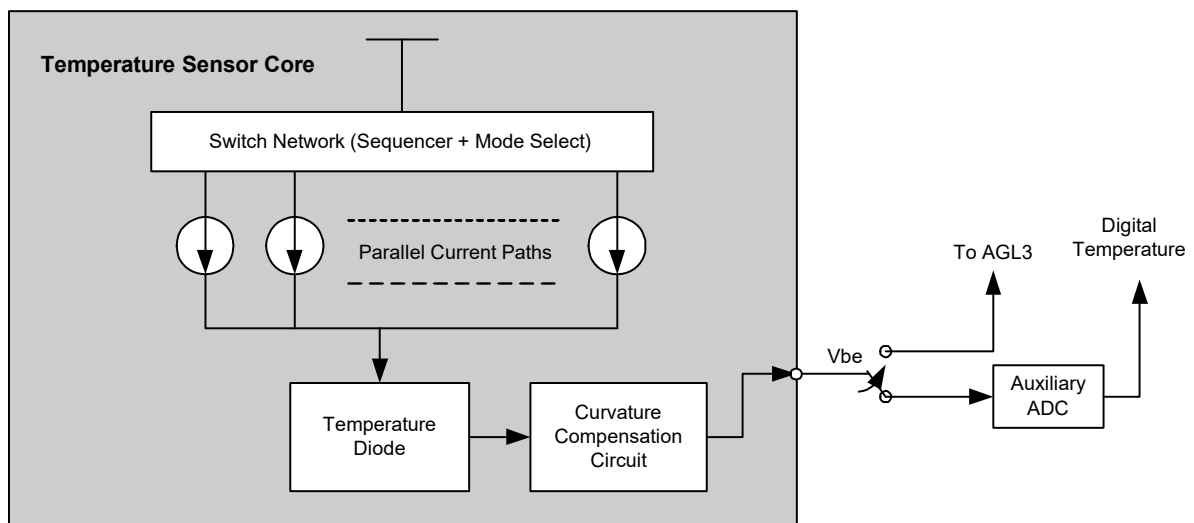 Temperature Sensor Core
Switch Network (Sequencer + Mode Select)
Parallel Current Paths
Temperature
Diode
Curvature
Compensation
Circuit
Vbe
To AGL3
Digital
Temperature
Auxiliary
ADC